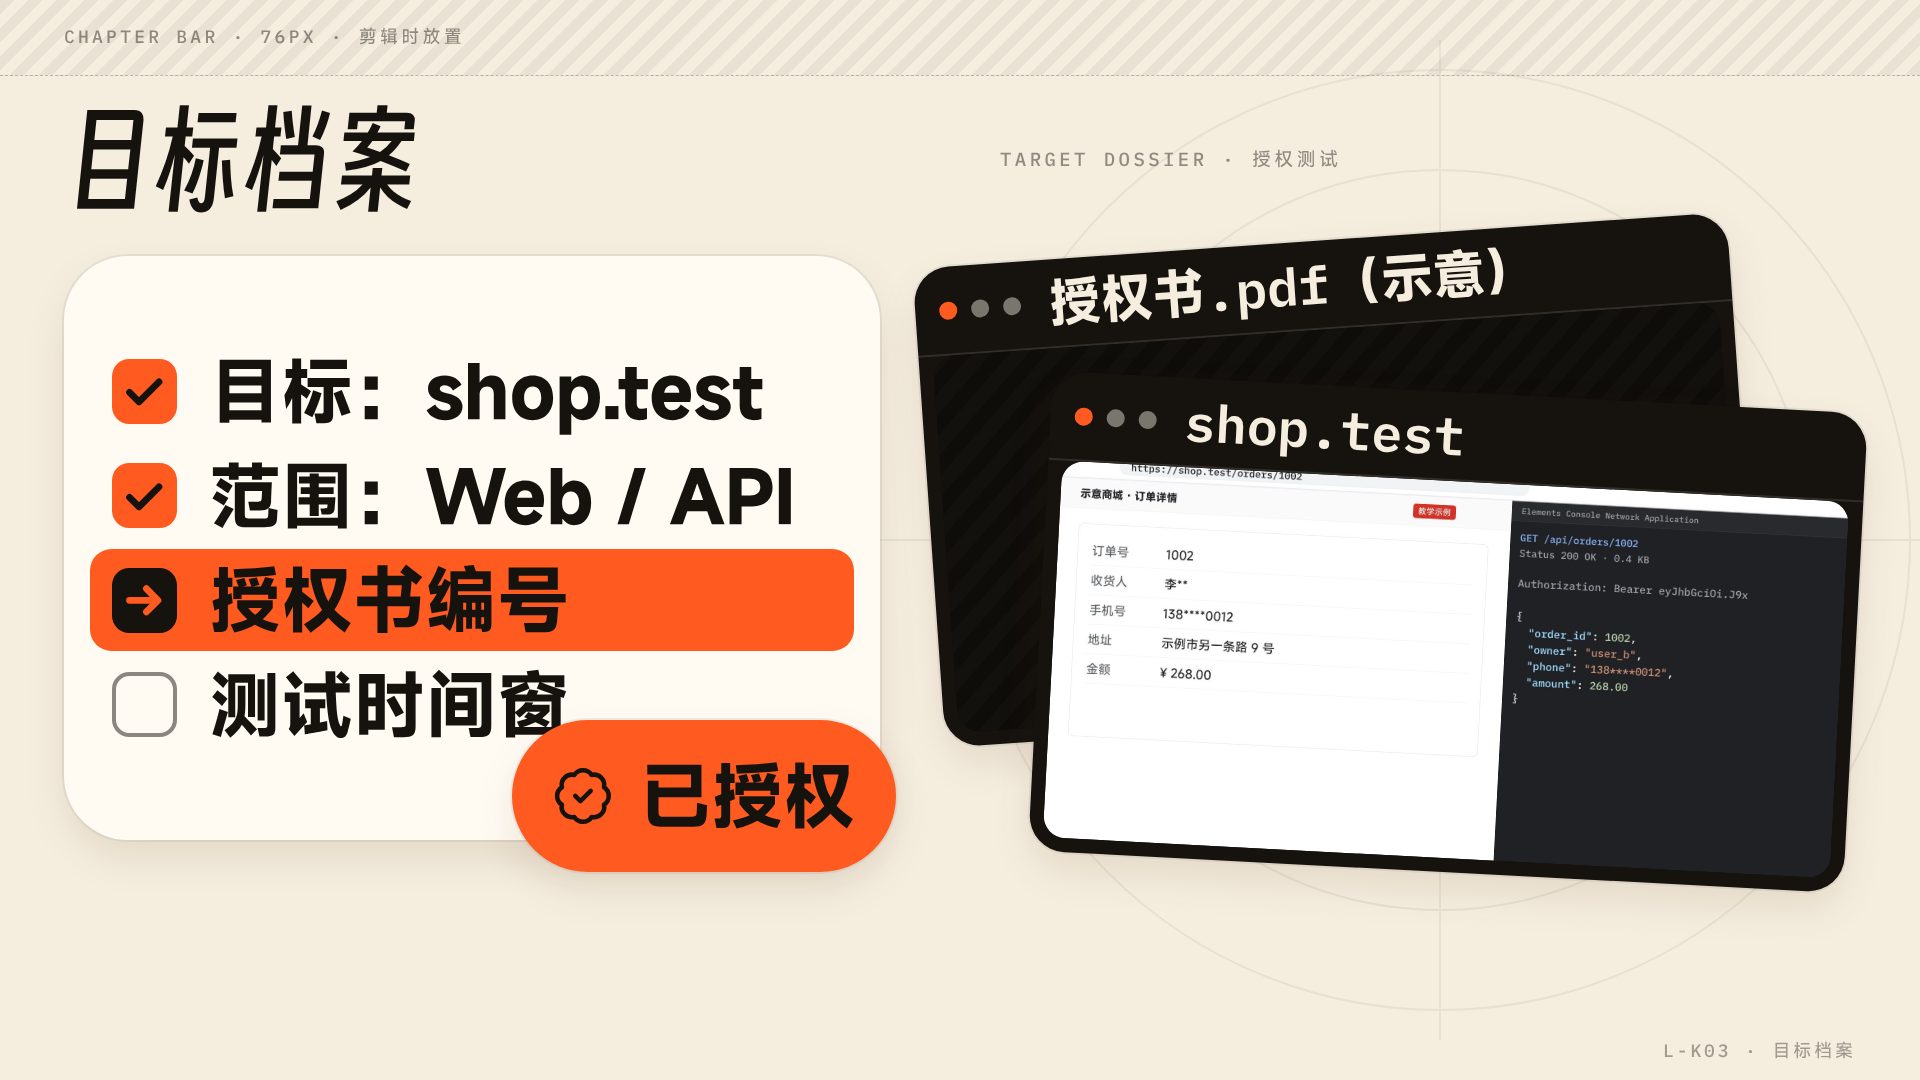 CHAPTER BAR · 76PX · 剪辑时放置
目标档案
TARGET DOSSIER · 授权测试
目标：shop.test
范围：Web / API
授权书编号
测试时间窗
已授权
授权书.pdf（示意）
shop.test
https://shop.test/orders/1002
示意商城 · 订单详情
教学示例
订单号 1002
收货人 李**
手机号 138****0012
地址 示例市另一条路 9 号
金额 ¥ 268.00
Elements Console Network Application
GET /api/orders/1002
Status 200 OK · 0.4 KB
Authorization: Bearer eyJhbGciOi.J9x
{
"order_id": 1002,
"owner": "user_b",
"phone": "138****0012",
"amount": 268.00
}
L-K03 · 目标档案